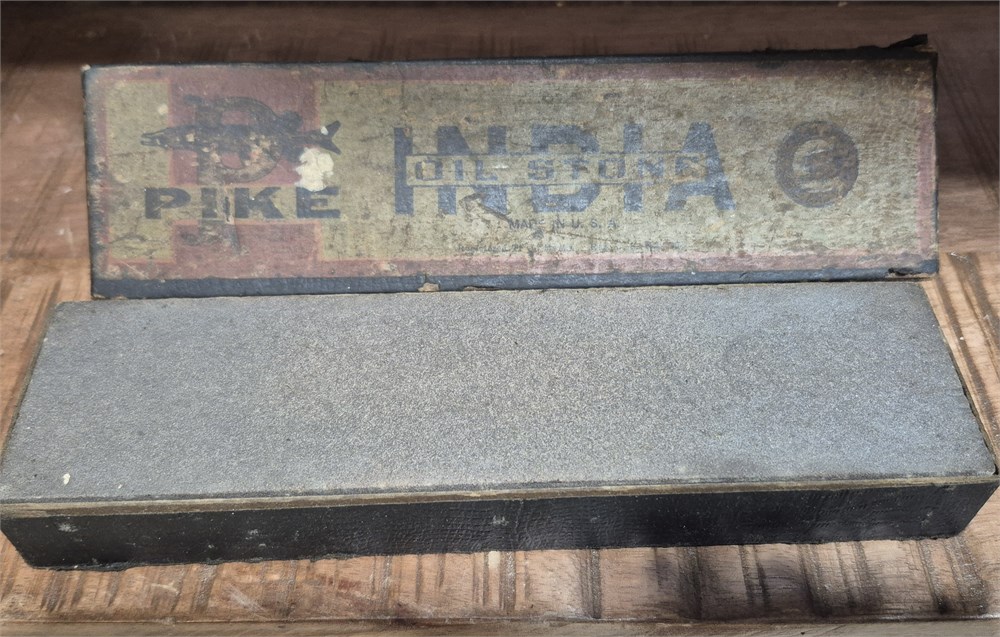 PIKE
INDIA
OIL STONE
MADE IN U.S.A.